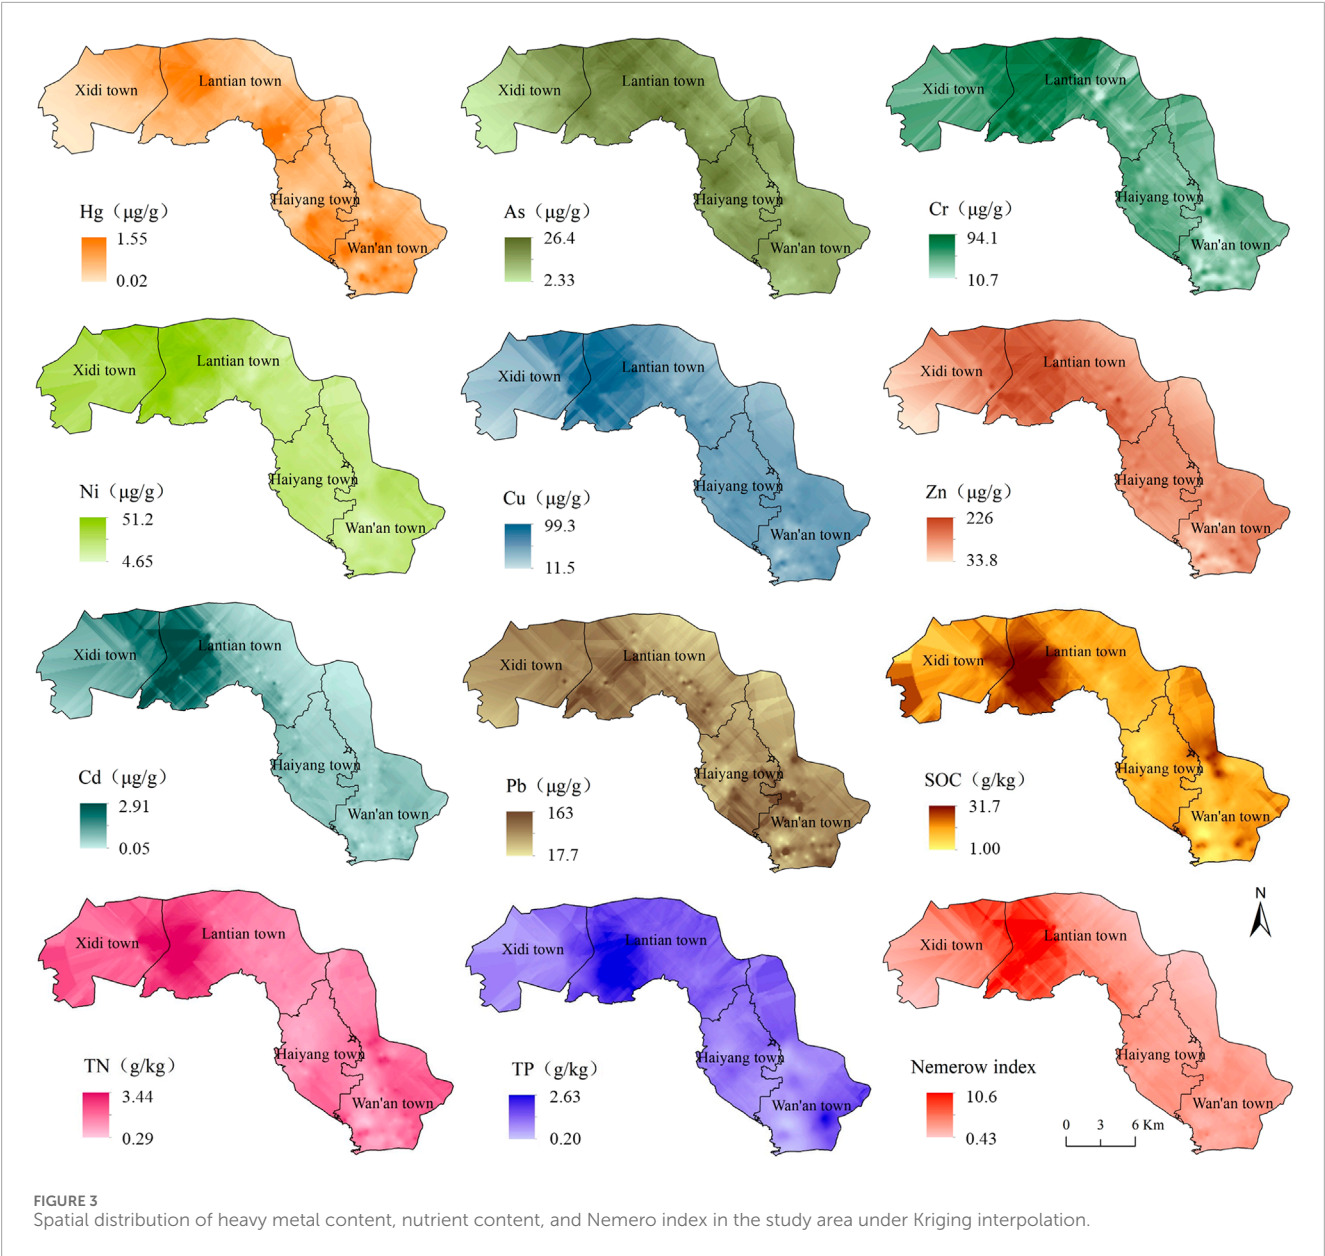 Xidi town
Lantian town
Haiyang town
Wan'an town
Hg（μg/g）
1.55
0.02
Xidi town
Lantian town
Haiyang town
Wan'an town
As（μg/g）
26.4
2.33
Xidi town
Lantian town
Haiyang town
Wan'an town
Cr（μg/g）
94.1
10.7
Xidi town
Lantian town
Haiyang town
Wan'an town
Ni（μg/g）
51.2
4.65
Xidi town
Lantian town
Haiyang town
Wan'an town
Cu（μg/g）
99.3
11.5
Xidi town
Lantian town
Haiyang town
Wan'an town
Zn（μg/g）
226
33.8
Xidi town
Lantian town
Haiyang town
Wan'an town
Cd（μg/g）
2.91
0.05
Xidi town
Lantian town
Haiyang town
Wan'an town
Pb（μg/g）
163
17.7
Xidi town
Lantian town
Haiyang town
Wan'an town
SOC（g/kg）
31.7
1.00
Xidi town
Lantian town
Haiyang town
Wan'an town
TN（g/kg）
3.44
0.29
Xidi town
Lantian town
Haiyang town
Wan'an town
TP（g/kg）
2.63
0.20
N
Xidi town
Lantian town
Haiyang town
Wan'an town
Nemerow index
10.6
0.43
0 3 6 Km
FIGURE 3
Spatial distribution of heavy metal content, nutrient content, and Nemero index in the study area under Kriging interpolation.